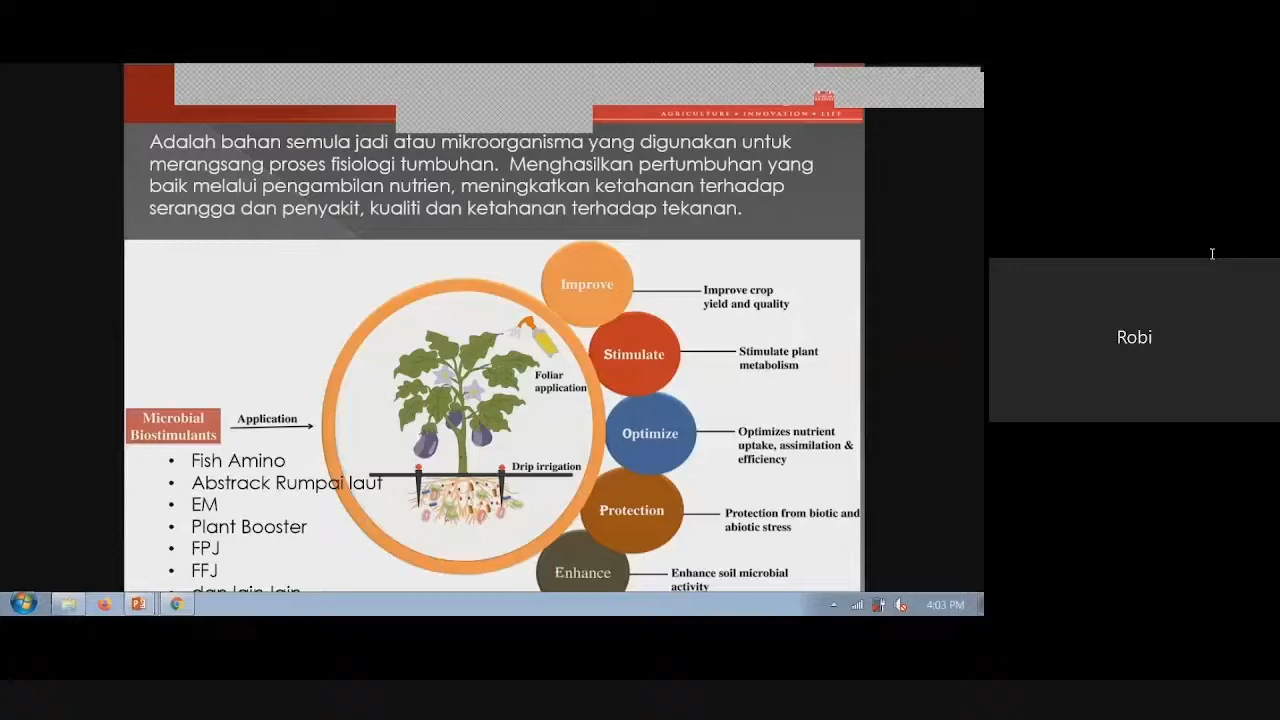 AGRICULTURE • INNOVATION • LIFE
Adalah bahan semula jadi atau mikroorganisma yang digunakan untuk
merangsang proses fisiologi tumbuhan. Menghasilkan pertumbuhan yang
baik melalui pengambilan nutrien, meningkatkan ketahanan terhadap
serangga dan penyakit, kualiti dan ketahanan terhadap tekanan.
Improve
Improve crop
yield and quality
Stimulate
Stimulate plant
metabolism
Foliar
application
Microbial
Biostimulants
Application
Optimize
Optimizes nutrient
uptake, assimilation &
efficiency
Drip irrigation
• Fish Amino
• Abstrack Rumpai laut
• EM
• Plant Booster
• FPJ
• FFJ
dan lain lain
Protection
Protection from biotic and
abiotic stress
Enhance
Enhance soil microbial
activity
Robi
4:03 PM